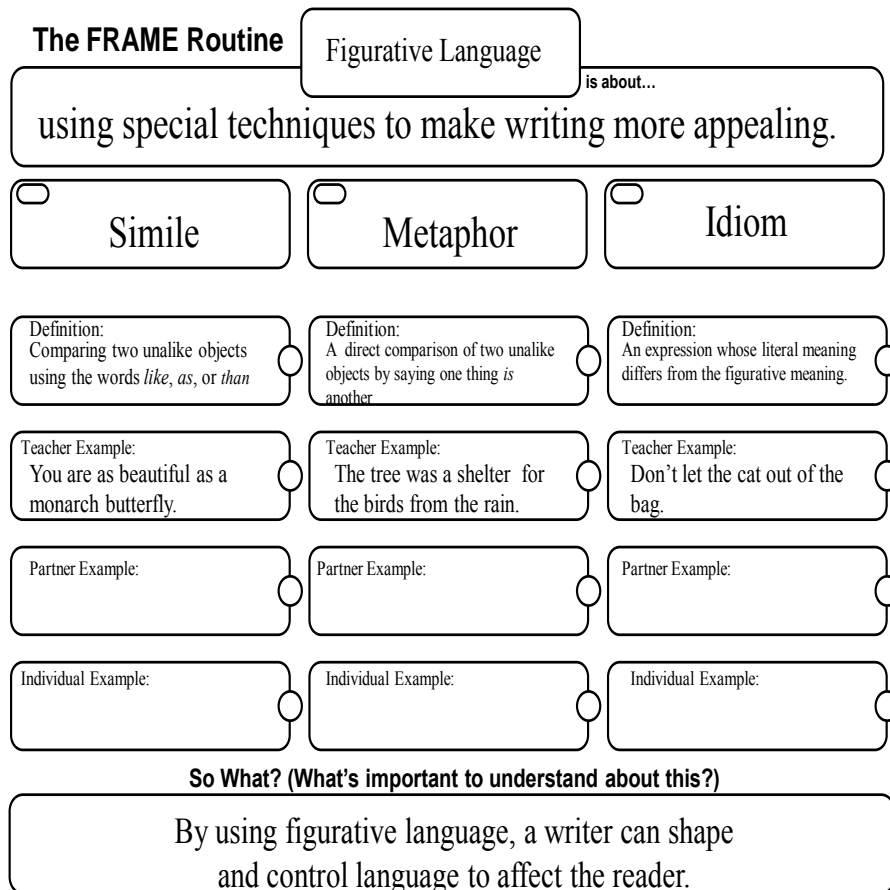 The FRAME Routine
Figurative Language
is about…
using special techniques to make writing more appealing.
Simile
Metaphor
Idiom
Definition:
Comparing two unalike objects
using the words like, as, or than
Definition:
A direct comparison of two unalike
objects by saying one thing is
another
Definition:
An expression whose literal meaning
differs from the figurative meaning.
Teacher Example:
You are as beautiful as a
monarch butterfly.
Teacher Example:
The tree was a shelter for
the birds from the rain.
Teacher Example:
Don’t let the cat out of the
bag.
Partner Example:
Partner Example:
Partner Example:
Individual Example:
Individual Example:
Individual Example:
So What? (What’s important to understand about this?)
By using figurative language, a writer can shape
and control language to affect the reader.